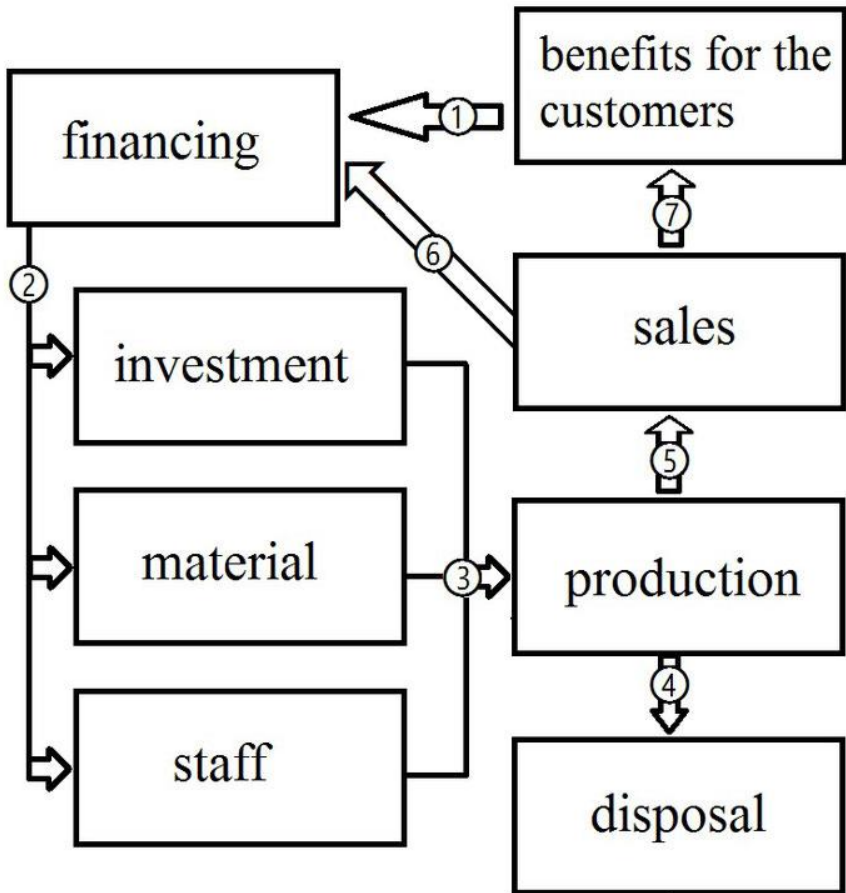 benefits for the
customers
financing
1
7
6
2
sales
investment
5
material
3
production
4
staff
disposal